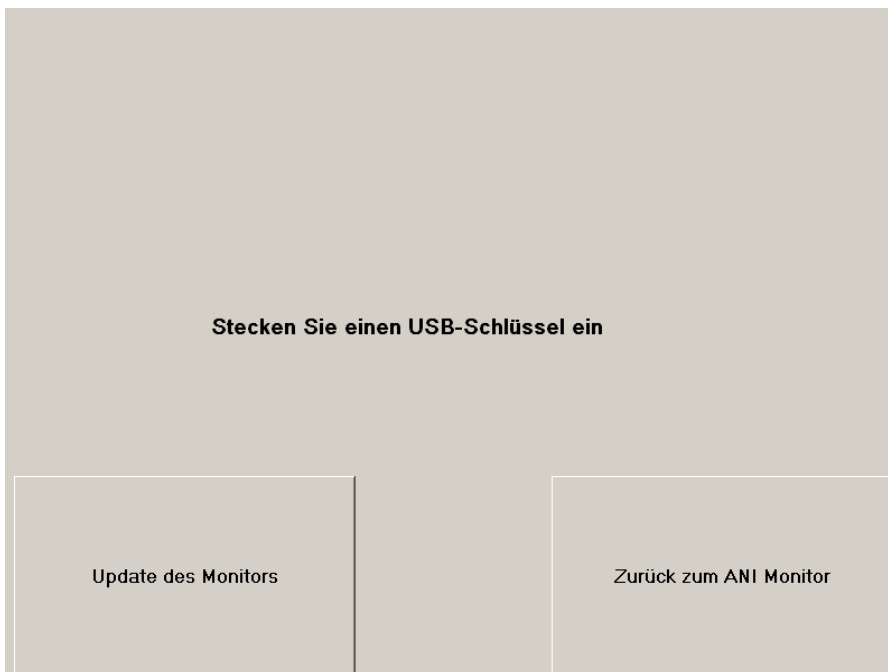 Stecken Sie einen USB-Schlüssel ein
Update des Monitors
Zurück zum ANI Monitor